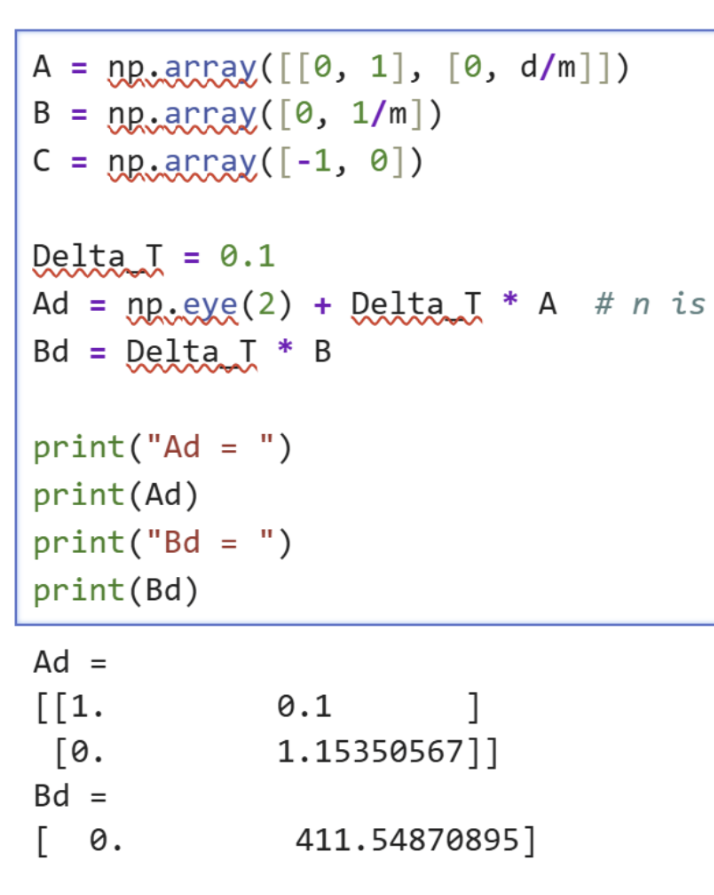 A = np.array([[0, 1], [0, d/m]])
B = np.array([0, 1/m])
C = np.array([-1, 0])
Delta_T = 0.1
Ad = np.eye(2) + Delta_T * A  # n is
Bd = Delta_T * B
print("Ad = ")
print(Ad)
print("Bd = ")
print(Bd)
Ad =
[[1.         0.1       ]
 [0.         1.15350567]]
Bd =
[  0.         411.54870895]